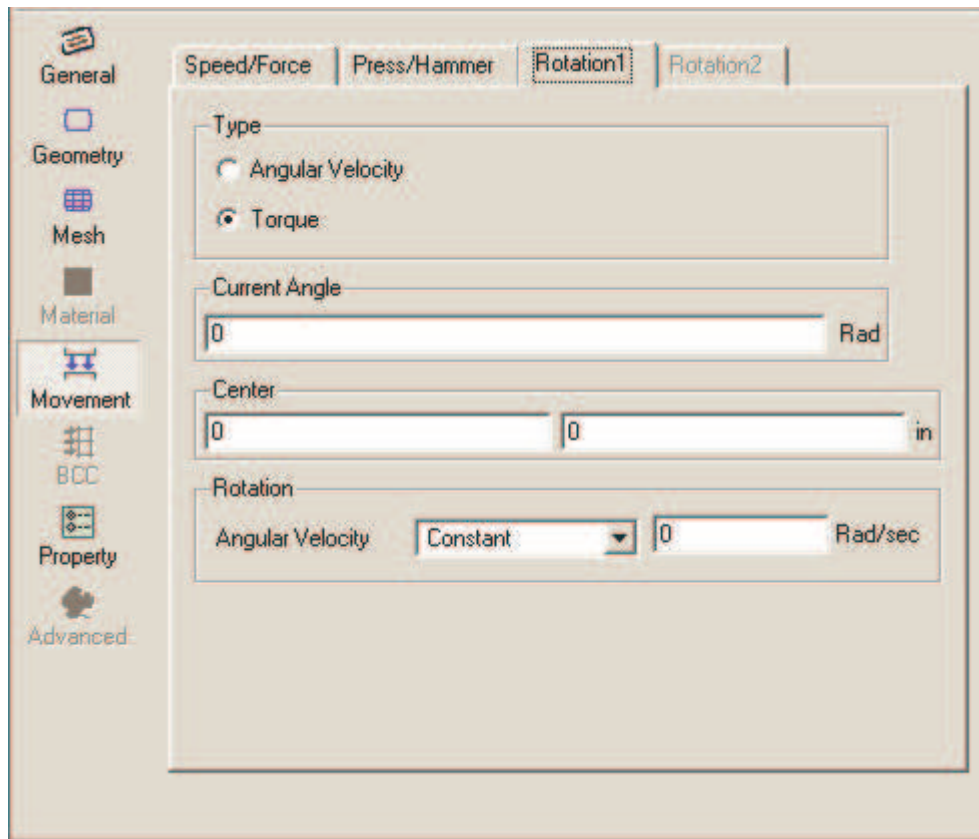 General
Geometry
Mesh
Material
Movement
BCC
Property
Advanced
Speed/Force Press/Hammer Rotation1 Rotation2
Type
Angular Velocity
Torque
Current Angle
0 Rad
Center
0 0 in
Rotation
Angular Velocity Constant 0 Rad/sec